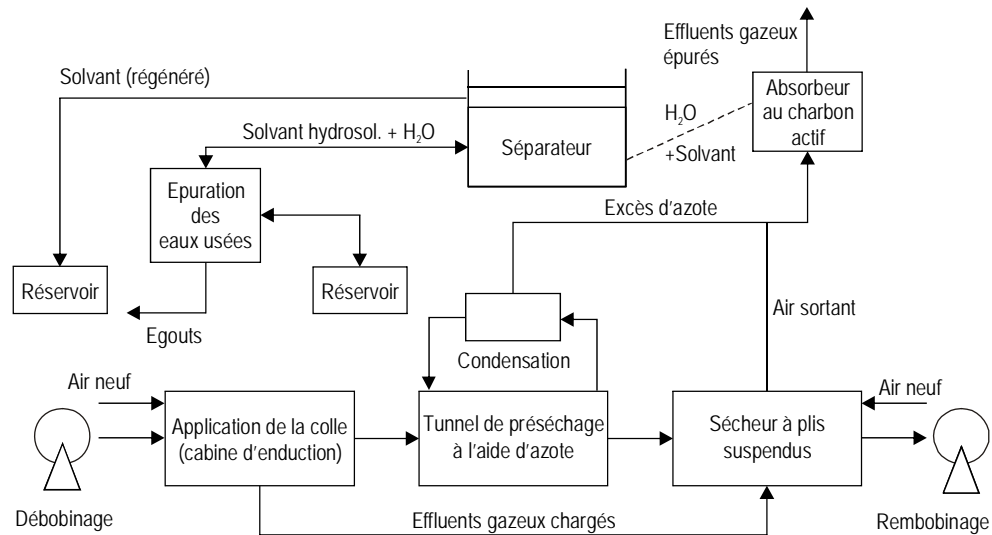 Effluents gazeux
épurés
Solvant (régénéré)
Absorbeur
au charbon
actif
H₂O
+Solvant
Solvant hydrosol. + H₂O
Séparateur
Epuration
des
eaux usées
Excès d'azote
Réservoir
Réservoir
Egouts
Air sortant
Condensation
Air neuf
Air neuf
Application de la colle
(cabine d'enduction)
Tunnel de préséchage
à l'aide d'azote
Sécheur à plis
suspendus
Débobinage
Effluents gazeux chargés
Rembobinage